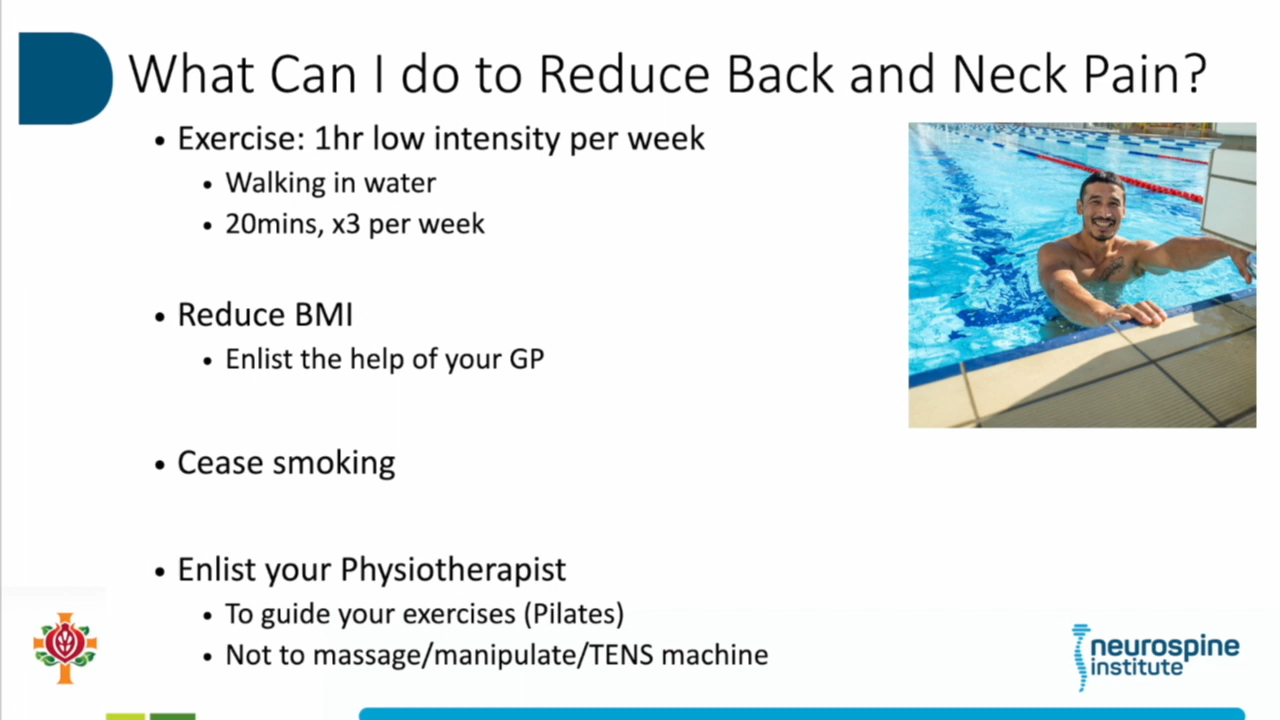 What Can I do to Reduce Back and Neck Pain?
• Exercise: 1hr low intensity per week
• Walking in water
• 20mins, x3 per week
• Reduce BMI
• Enlist the help of your GP
• Cease smoking
• Enlist your Physiotherapist
• To guide your exercises (Pilates)
• Not to massage/manipulate/TENS machine
neurospine
institute